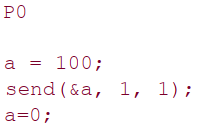 P0
a = 100;
send(&a, 1, 1);
a=0;